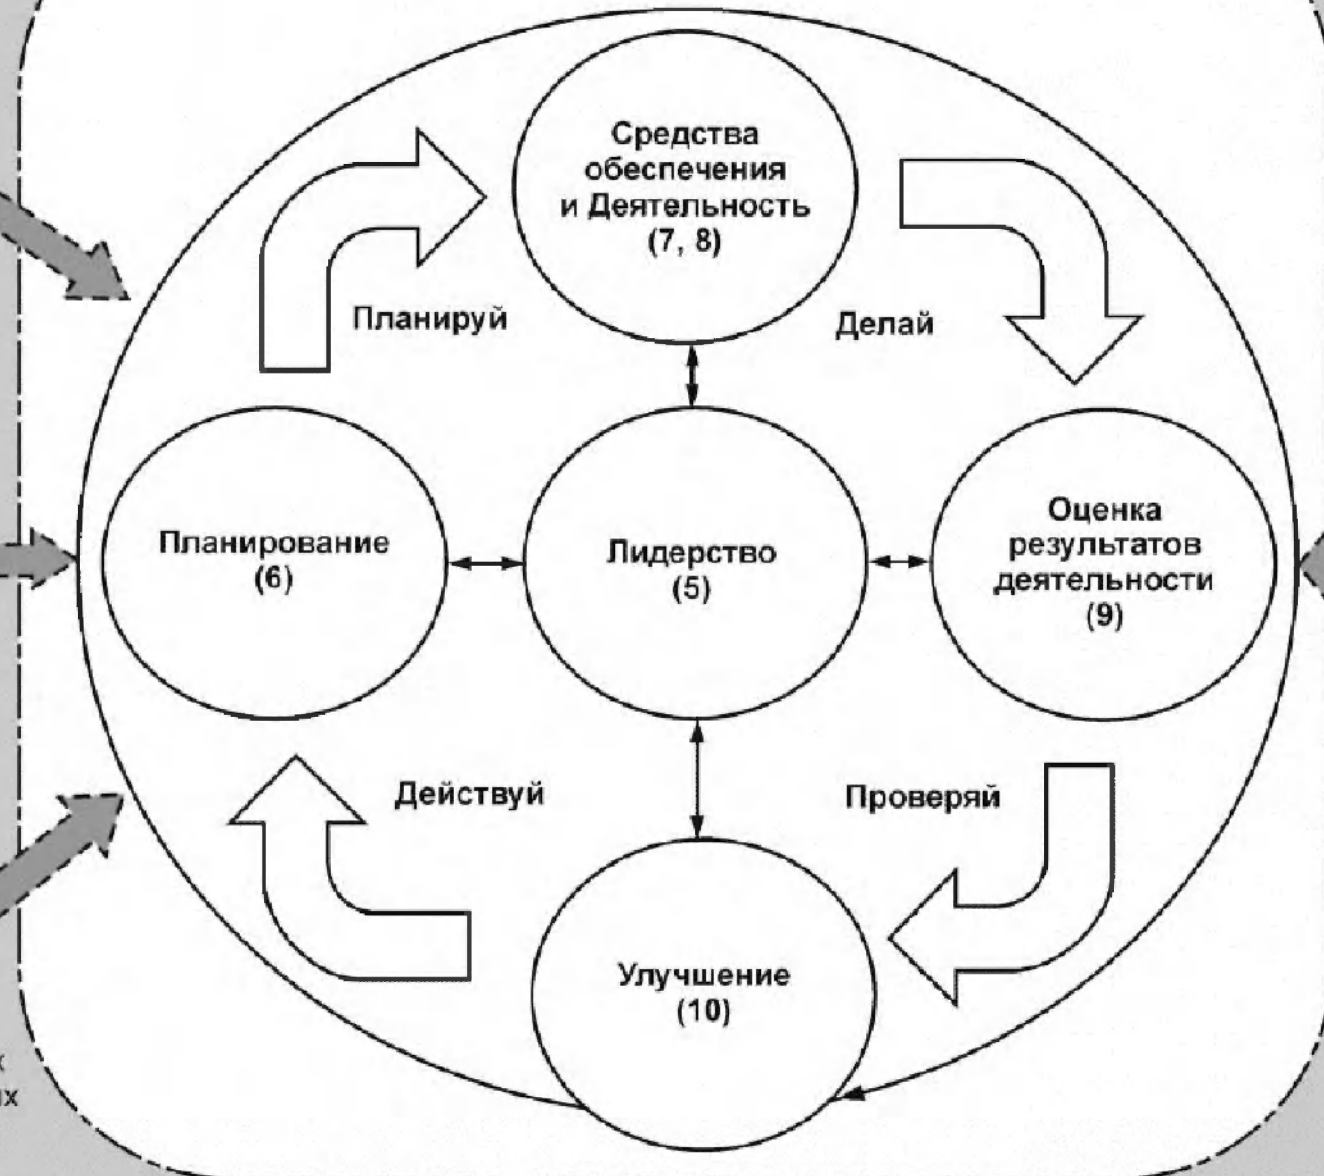 Средства
обеспечения
и Деятельность
(7, 8)
Планируй
Делай
Планирование
(6)
Лидерство
(5)
Оценка
результатов
деятельности
(9)
Действуй
Проверяй
Улучшение
(10)